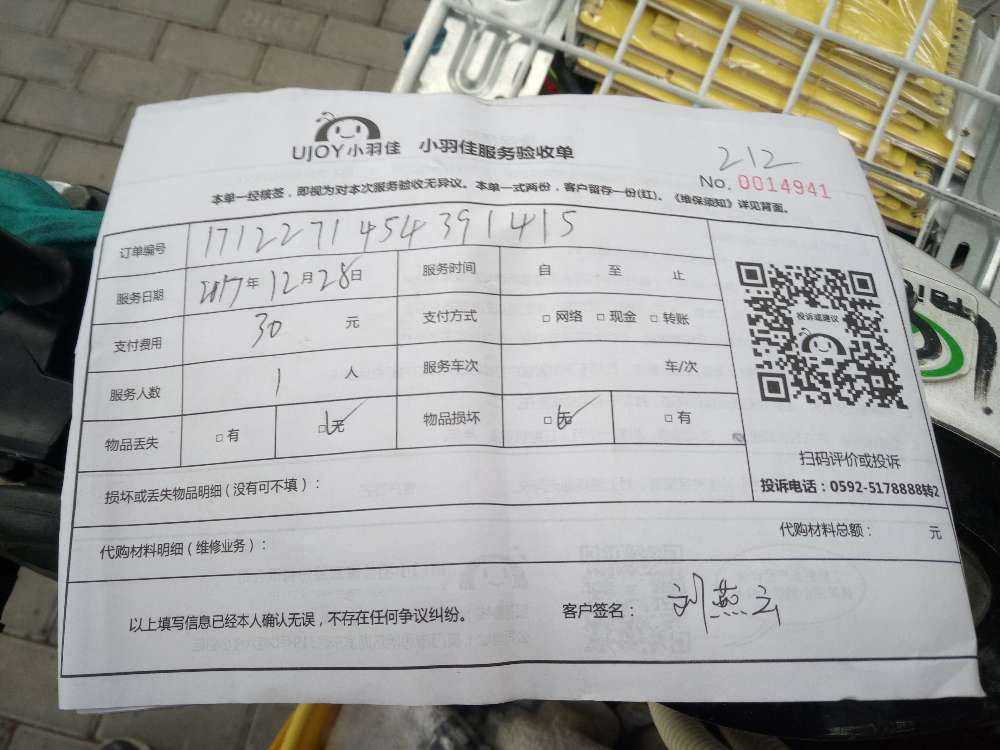 UJOY小羽佳 小羽佳服务验收单
212
No. 0014941
本单一经核签，即视为对本次服务验收无异议。本单一式两份，客户留存一份(红)。《维保须知》详见背面。
订单编号 1712271454391415
服务日期 2017年12月28日 服务时间 自 至 止
支付费用 30 元 支付方式 □网络 □现金 □转账
服务人数 1 人 服务车次 车/次
物品丢失 □有 □无 物品损坏 □无 □有
投诉或建议
扫码评价或投诉
投诉电话：0592-5178888转2
损坏或丢失物品明细（没有可不填）：
代购材料明细（维修业务）： 代购材料总额： 元
以上填写信息已经本人确认无误，不存在任何争议纠纷。 客户签名： 刘燕云